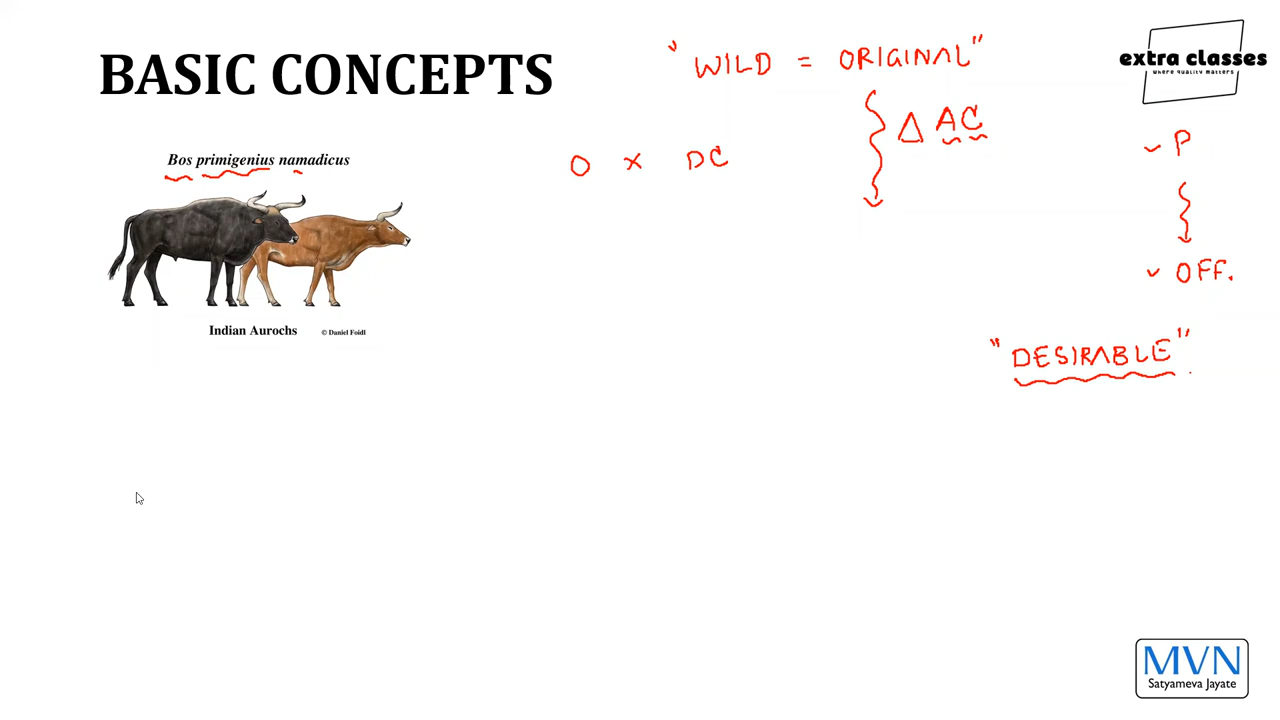 BASIC CONCEPTS
"WILD = ORIGINAL"
extra classes
where quality matters
Δ AC
P
Bos primigenius namadicus
O x DC
OFF.
Indian Aurochs © Daniel Foidl
"DESIRABLE"
MVN
Satyameva Jayate